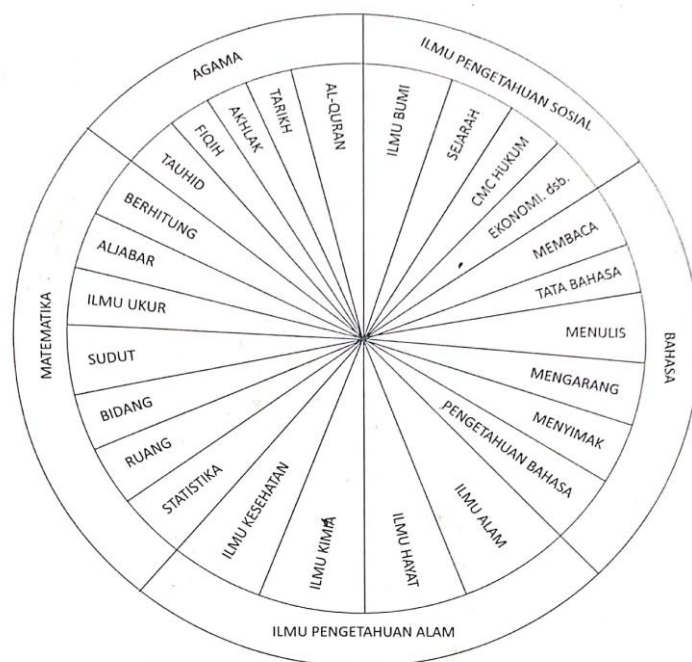 AGAMA
ILMU PENGETAHUAN SOSIAL
BAHASA
ILMU PENGETAHUAN ALAM
MATEMATIKA
TAUHID
FIQIH
AKHLAK
TARIKH
AL-QURAN
ILMU BUMI
SEJARAH
CMC HUKUM
EKONOMI. dsb.
MEMBACA
TATA BAHASA
MENULIS
MENGARANG
MENYIMAK
PENGETAHUAN BAHASA
ILMU ALAM
ILMU HAYAT
ILMU KIMIA
ILMU KESEHATAN
STATISTIKA
RUANG
BIDANG
SUDUT
ILMU UKUR
ALJABAR
BERHITUNG